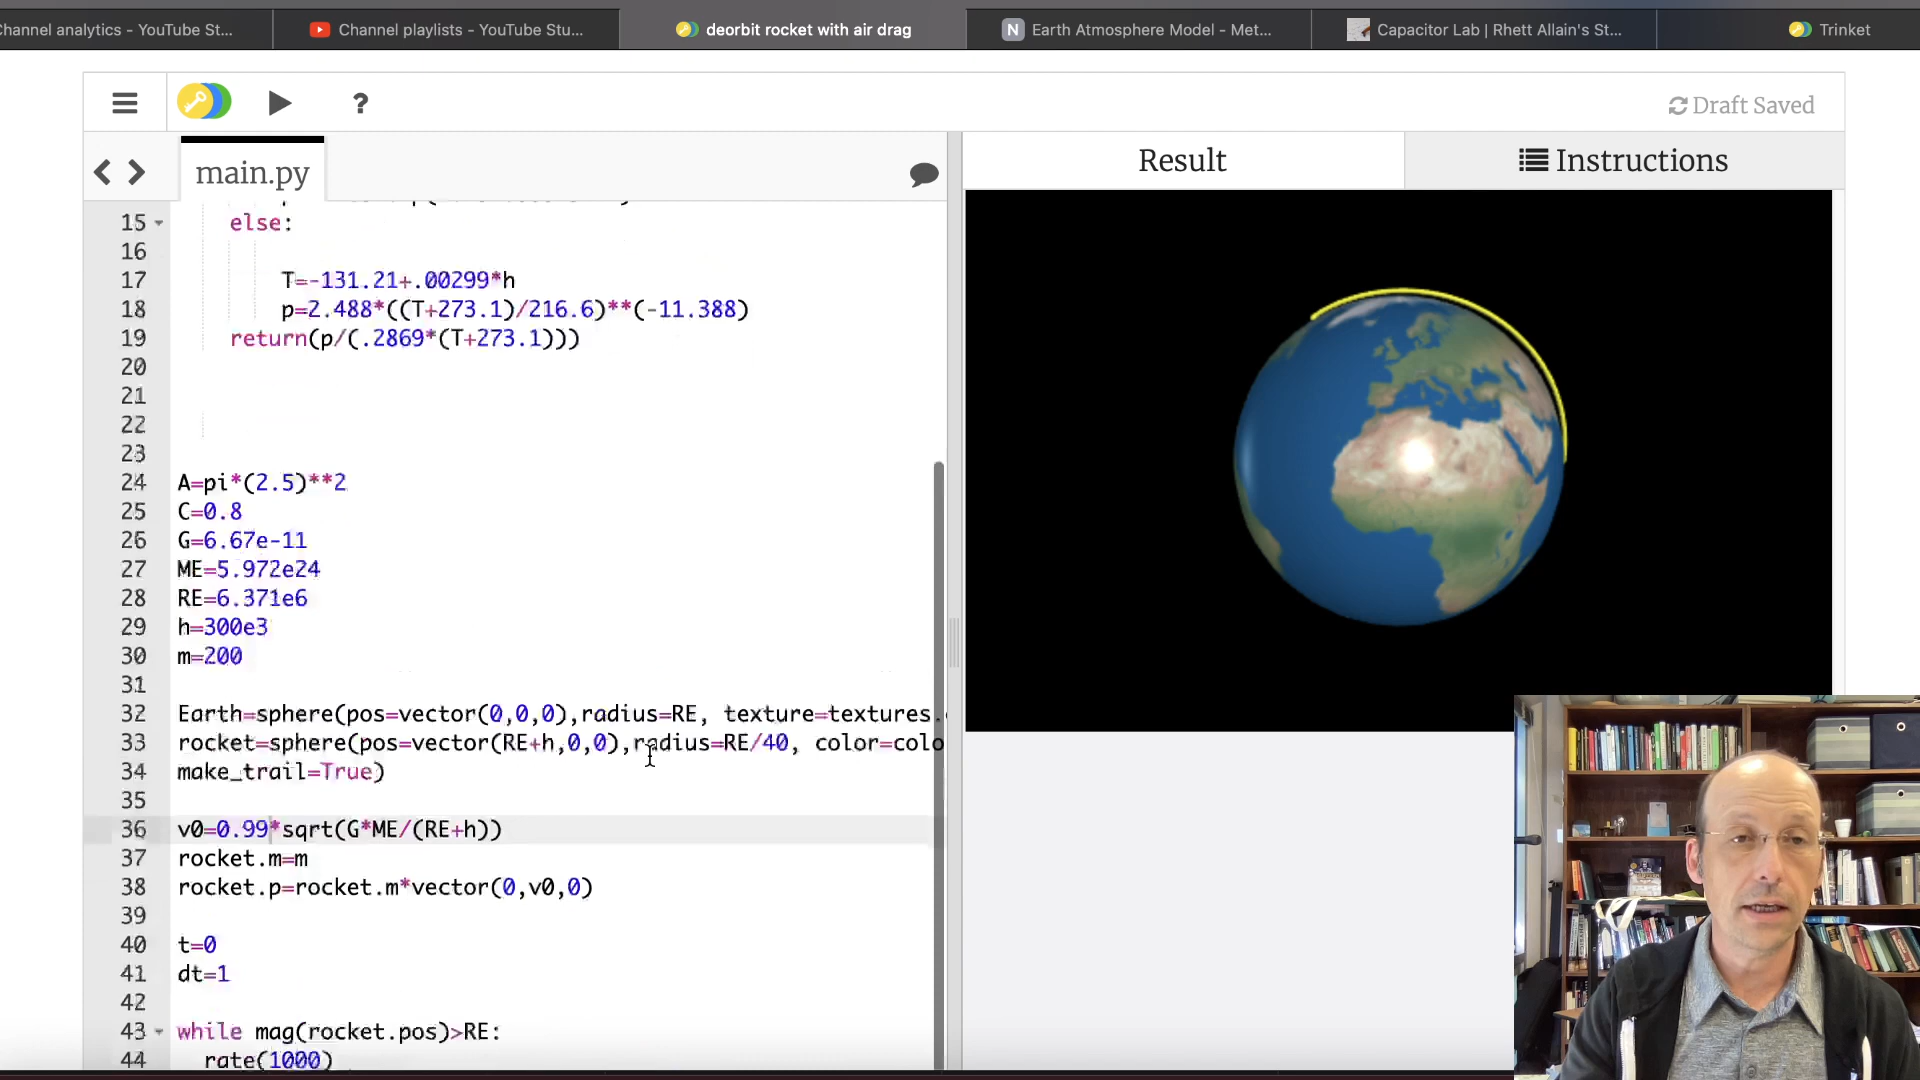 Channel analytics - YouTube St...
Channel playlists - YouTube Stu...
deorbit rocket with air drag
Earth Atmosphere Model - Met...
Capacitor Lab | Rhett Allain's St...
Trinket
?
Draft Saved
main.py
Result
Instructions
15 else:
16
17 T=-131.21+.00299*h
18 p=2.488*((T+273.1)/216.6)**(-11.388)
19 return(p/(.2869*(T+273.1)))
20
21
22
23
24 A=pi*(2.5)**2
25 C=0.8
26 G=6.67e-11
27 ME=5.972e24
28 RE=6.371e6
29 h=300e3
30 m=200
31
32 Earth=sphere(pos=vector(0,0,0),radius=RE, texture=textures.
33 rocket=sphere(pos=vector(RE+h,0,0),radius=RE/40, color=colo
34 make_trail=True)
35
36 v0=0.99*sqrt(G*ME/(RE+h))
37 rocket.m=m
38 rocket.p=rocket.m*vector(0,v0,0)
39
40 t=0
41 dt=1
42
43 while mag(rocket.pos)>RE:
44 rate(1000)